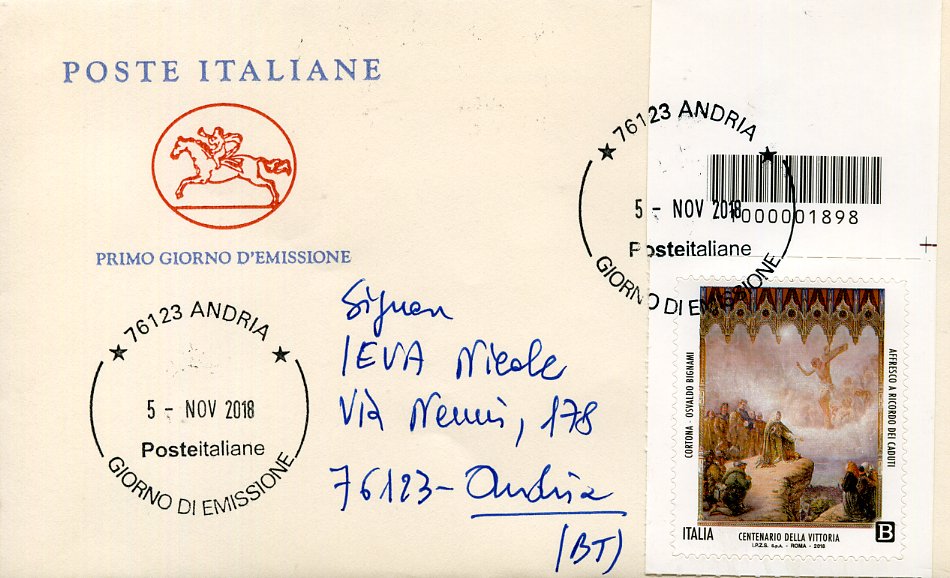 POSTE ITALIANE
PRIMO GIORNO D'EMISSIONE
76123 ANDRIA
5 - NOV 2018
Posteitaliane
GIORNO DI EMISSIONE
76123 ANDRIA
5 - NOV 2018
Posteitaliane
GIORNO DI EMISSIONE
000001898
Signor
IEVA Nicola
Via Nenni, 178
76123 - Andria
(BT)
CORTONA - OSVALDO BIGNAMI
AFFRESCO A RICORDO DEI CADUTI
ITALIA
CENTENARIO DELLA VITTORIA
B
I.P.Z.S. S.p.A. - ROMA - 2018